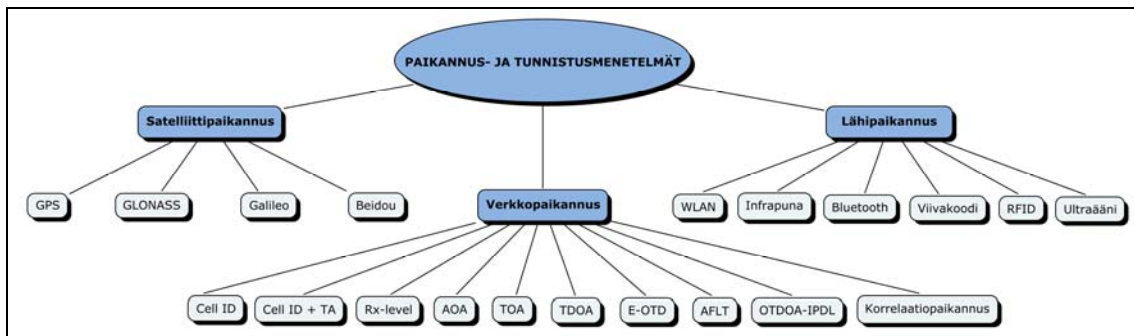 PAIKANNUS- JA TUNNISTUSMENETELMÄT
Satelliittipaikannus
Lähipaikannus
GPS
GLONASS
Galileo
Beidou
Verkkopaikannus
WLAN
Infrapuna
Bluetooth
Viivakoodi
RFID
Ultraääni
Cell ID
Cell ID + TA
Rx-level
AOA
TOA
TDOA
E-OTD
AFLT
OTDOA-IPDL
Korrelaatiopaikannus